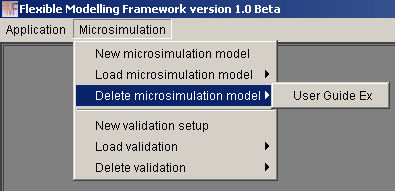 Flexible Modelling Framework version 1.0 Beta
Application Microsimulation
New microsimulation model
Load microsimulation model
Delete microsimulation model User Guide Ex
New validation setup
Load validation
Delete validation